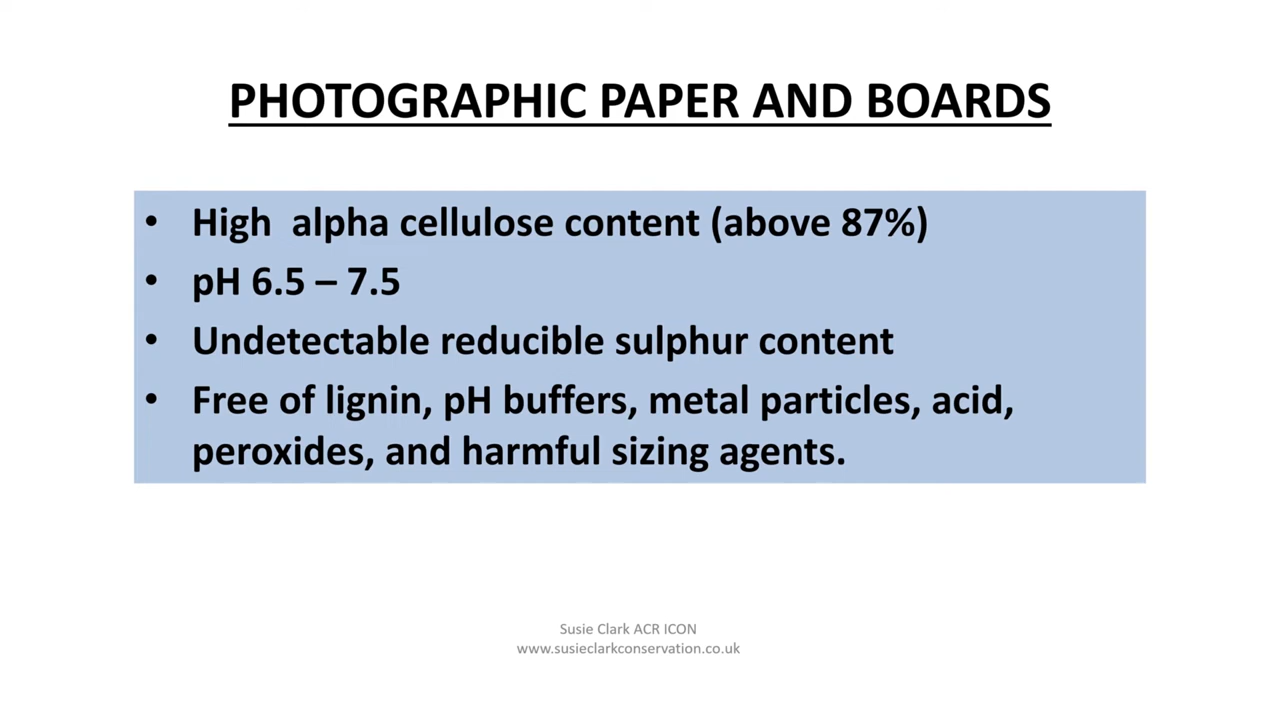 PHOTOGRAPHIC PAPER AND BOARDS
• High  alpha cellulose content (above 87%)
• pH 6.5 – 7.5
• Undetectable reducible sulphur content
• Free of lignin, pH buffers, metal particles, acid,
peroxides, and harmful sizing agents.
Susie Clark ACR ICON
www.susieclarkconservation.co.uk